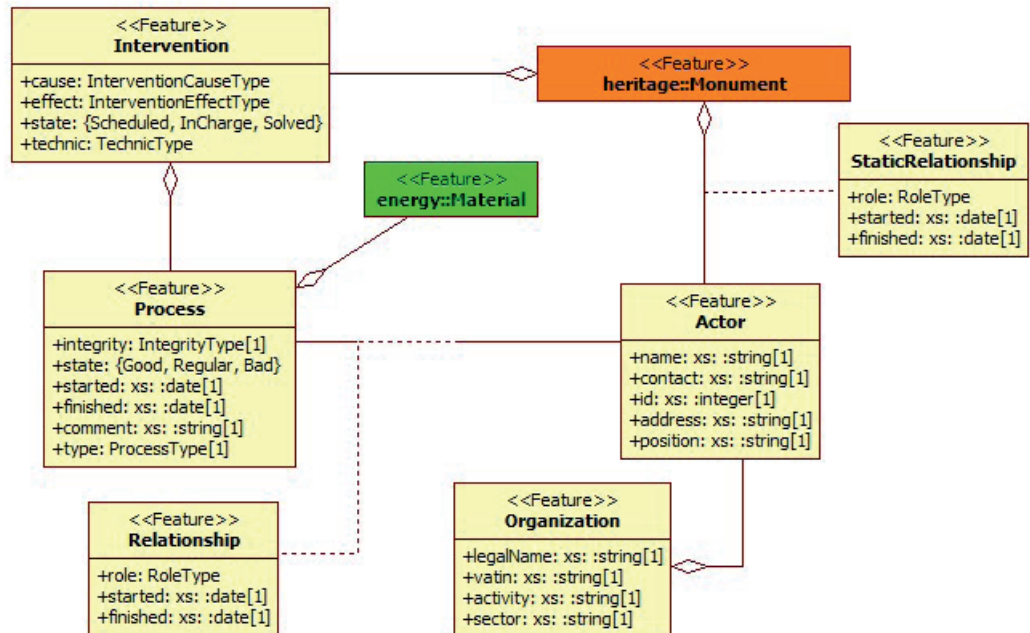 <<Feature>>
Intervention
+cause: InterventionCauseType
+effect: InterventionEffectType
+state: {Scheduled, InCharge, Solved}
+technic: TechnicType
<<Feature>>
heritage::Monument
<<Feature>>
StaticRelationship
+role: RoleType
+started: xs: :date[1]
+finished: xs: :date[1]
<<Feature>>
energy::Material
<<Feature>>
Process
+integrity: IntegrityType[1]
+state: {Good, Regular, Bad}
+started: xs: :date[1]
+finished: xs: :date[1]
+comment: xs: :string[1]
+type: ProcessType[1]
<<Feature>>
Actor
+name: xs: :string[1]
+contact: xs: :string[1]
+id: xs: :integer[1]
+address: xs: :string[1]
+position: xs: :string[1]
<<Feature>>
Relationship
+role: RoleType
+started: xs: :date[1]
+finished: xs: :date[1]
<<Feature>>
Organization
+legalName: xs: :string[1]
+vatin: xs: :string[1]
+activity: xs: :string[1]
+sector: xs: :string[1]